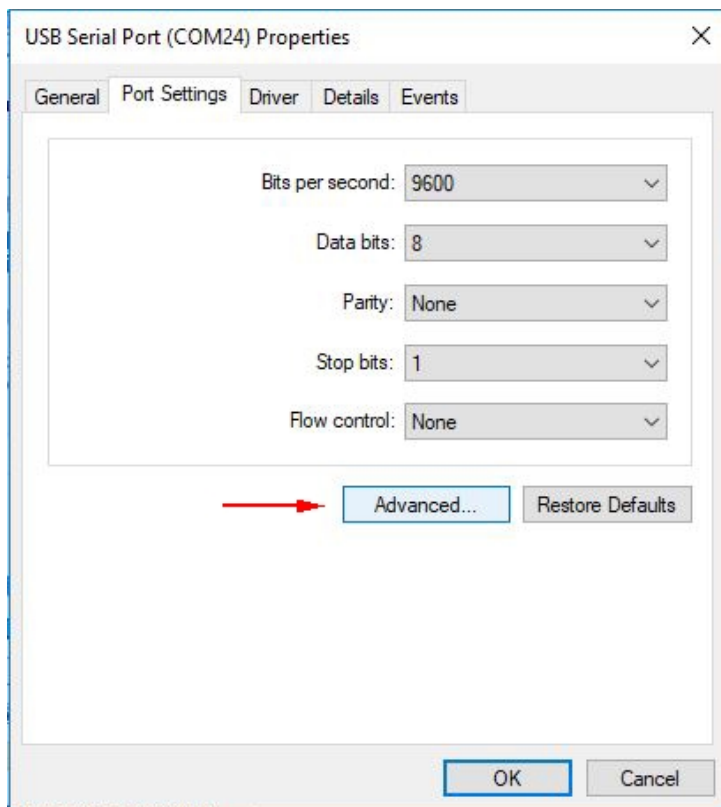 USB Serial Port (COM24) Properties
General Port Settings Driver Details Events
Bits per second: 9600
Data bits: 8
Parity: None
Stop bits: 1
Flow control: None
Advanced... Restore Defaults
OK Cancel